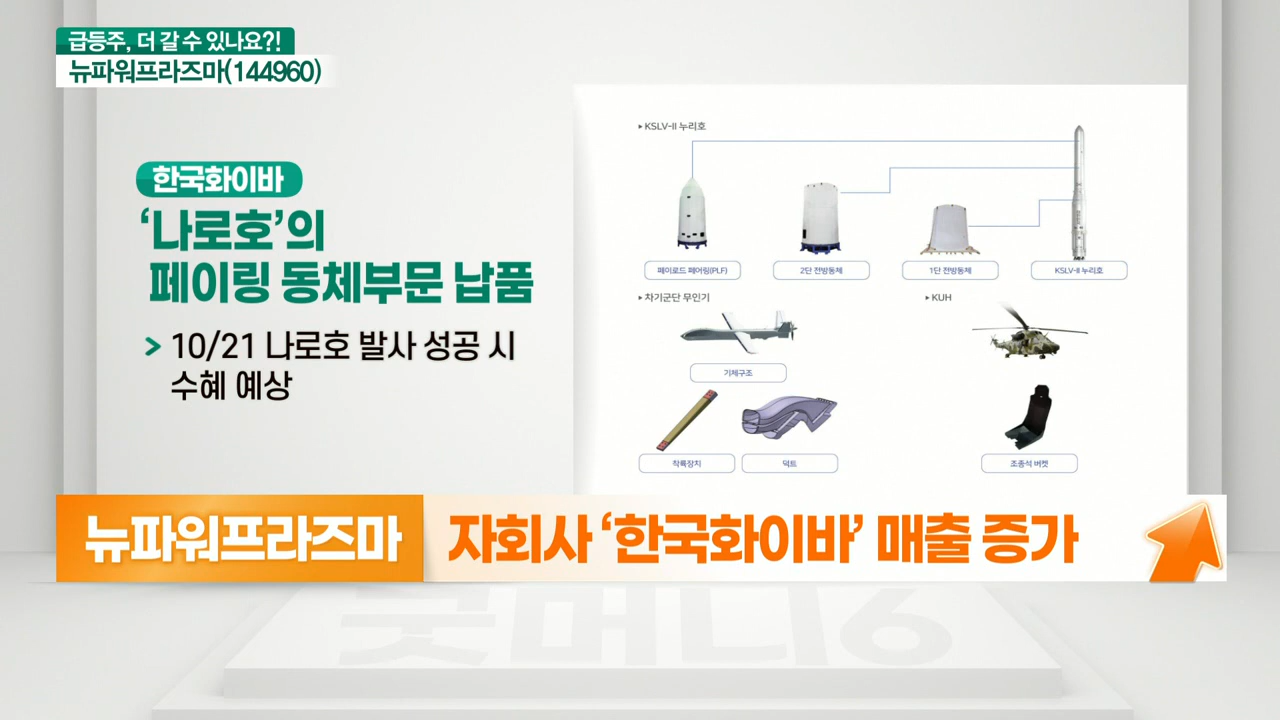 급등주, 더 갈 수 있나요?!
뉴파워프라즈마(144960)
한국화이바
‘나로호’의
페이링 동체부문 납품
10/21 나로호 발사 성공 시
수혜 예상
▸KSLV-II 누리호
페이로드 페어링(PLF)
2단 전방동체
1단 전방동체
KSLV-II 누리호
▸차기군단 무인기
▸KUH
기체구조
착륙장치
덕트
조종석 버켓
뉴파워프라즈마
자회사 ‘한국화이바’ 매출 증가
굿머니6